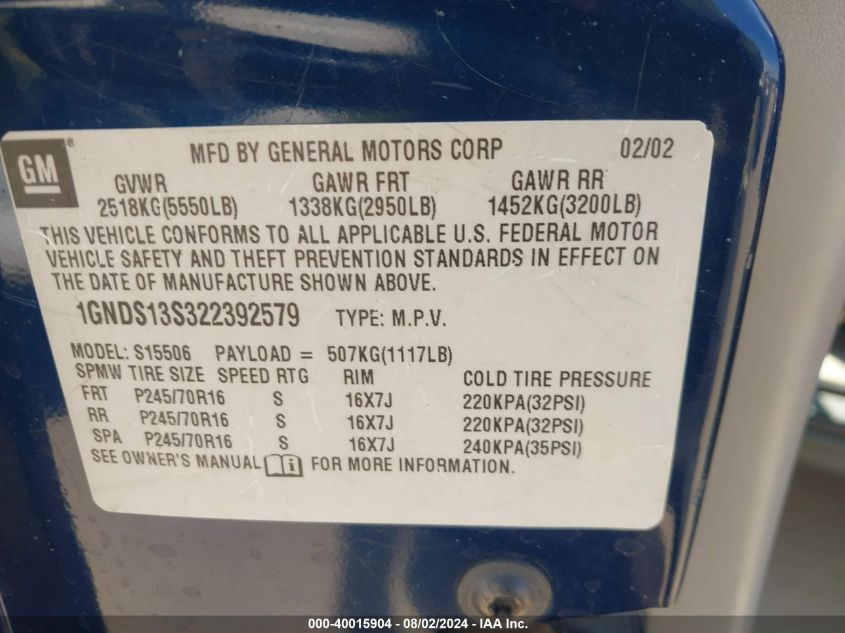 GM ®
MFD BY GENERAL MOTORS CORP 02/02
GVWR GAWR FRT GAWR RR
2518KG(5550LB) 1338KG(2950LB) 1452KG(3200LB)
THIS VEHICLE CONFORMS TO ALL APPLICABLE U.S. FEDERAL MOTOR
VEHICLE SAFETY AND THEFT PREVENTION STANDARDS IN EFFECT ON
THE DATE OF MANUFACTURE SHOWN ABOVE.
1GNDS13S322392579 TYPE: M.P.V.
MODEL: S15506 PAYLOAD = 507KG(1117LB)
SPMW TIRE SIZE SPEED RTG RIM COLD TIRE PRESSURE
FRT P245/70R16 S 16X7J 220KPA(32PSI)
RR P245/70R16 S 16X7J 220KPA(32PSI)
SPA P245/70R16 S 16X7J 240KPA(35PSI)
SEE OWNER'S MANUAL i FOR MORE INFORMATION.
000-40015904 - 08/02/2024 - IAA Inc.